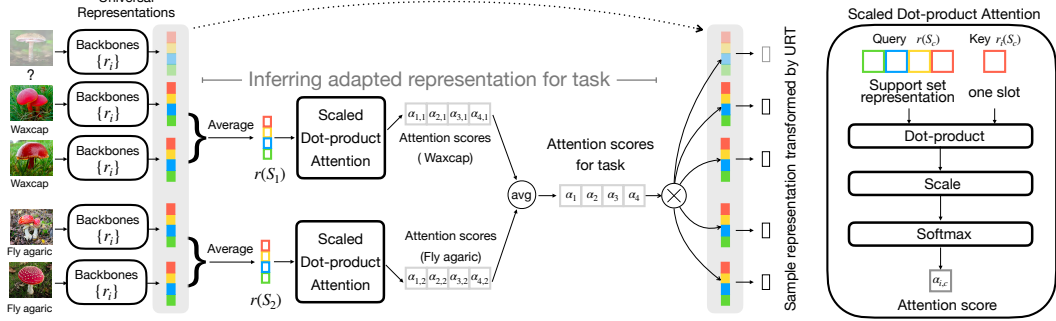 Universal
Representations
Backbones
{r_i}
?
Backbones
{r_i}
Waxcap
Backbones
{r_i}
Waxcap
Backbones
{r_i}
Fly agaric
Backbones
{r_i}
Fly agaric
Inferring adapted representation for task
Average
r(S_1)
Scaled
Dot-product
Attention
α_{1,1} α_{2,1} α_{3,1} α_{4,1}
Attention scores
( Waxcap)
Average
r(S_2)
Scaled
Dot-product
Attention
Attention scores
(Fly agaric)
α_{1,2} α_{2,2} α_{3,2} α_{4,2}
avg
Attention scores
for task
α_1 α_2 α_3 α_4
Sample representation transformed by URT
Scaled Dot-product Attention
Query r(S_c) Key r_i(S_c)
Support set
representation
one slot
Dot-product
Scale
Softmax
α_{i,c}
Attention score